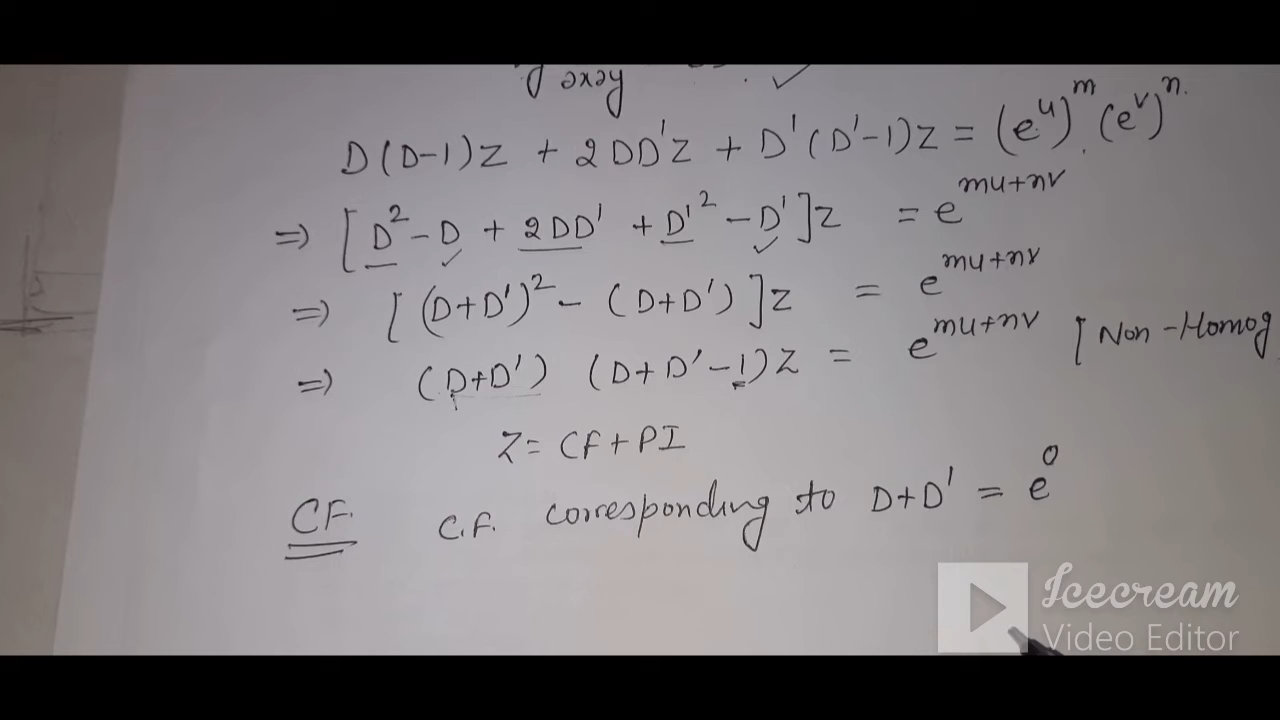 Here
D(D-1)z + 2DD'z + D'(D'-1)z = (e^u)^m . (e^v)^n.
⇒ [D² - D + 2DD' + D'² - D']z = e^{mu+nv}
⇒ [(D+D')² - (D+D')]z = e^{mu+nv}
⇒ (D+D') (D+D'-1)z = e^{mu+nv} [Non-Homog
z = CF + PI
CF. C.F. corresponding to D+D' = e^0
Icecream
Video Editor